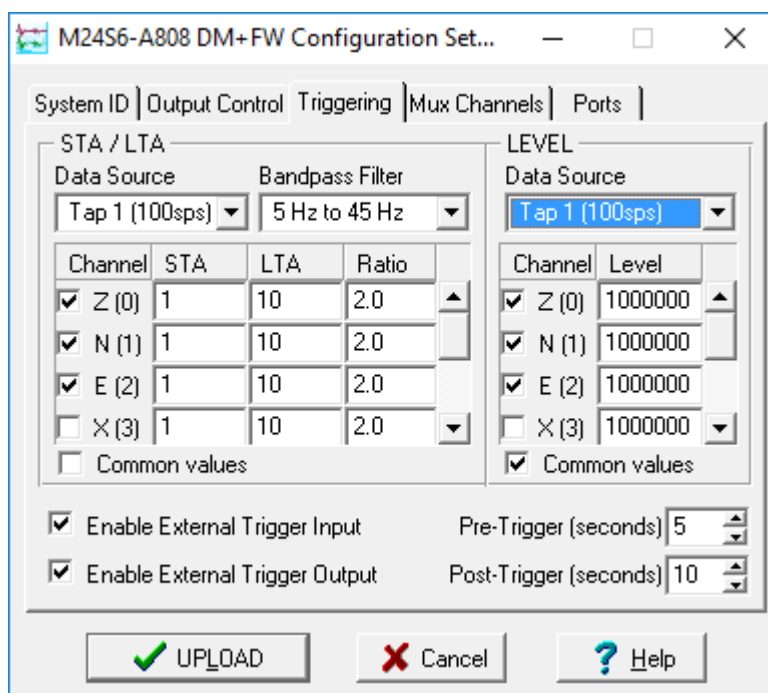 M24S6-A808 DM+FW Configuration Set...
System ID Output Control Triggering Mux Channels Ports
STA / LTA
Data Source Bandpass Filter
Tap 1 (100sps) 5 Hz to 45 Hz
Channel STA LTA Ratio
Z (0) 1 10 2.0
N (1) 1 10 2.0
E (2) 1 10 2.0
X (3) 1 10 2.0
Common values
LEVEL
Data Source
Tap 1 (100sps)
Channel Level
Z (0) 1000000
N (1) 1000000
E (2) 1000000
X (3) 1000000
Common values
Enable External Trigger Input Pre-Trigger (seconds) 5
Enable External Trigger Output Post-Trigger (seconds) 10
UPLOAD Cancel Help